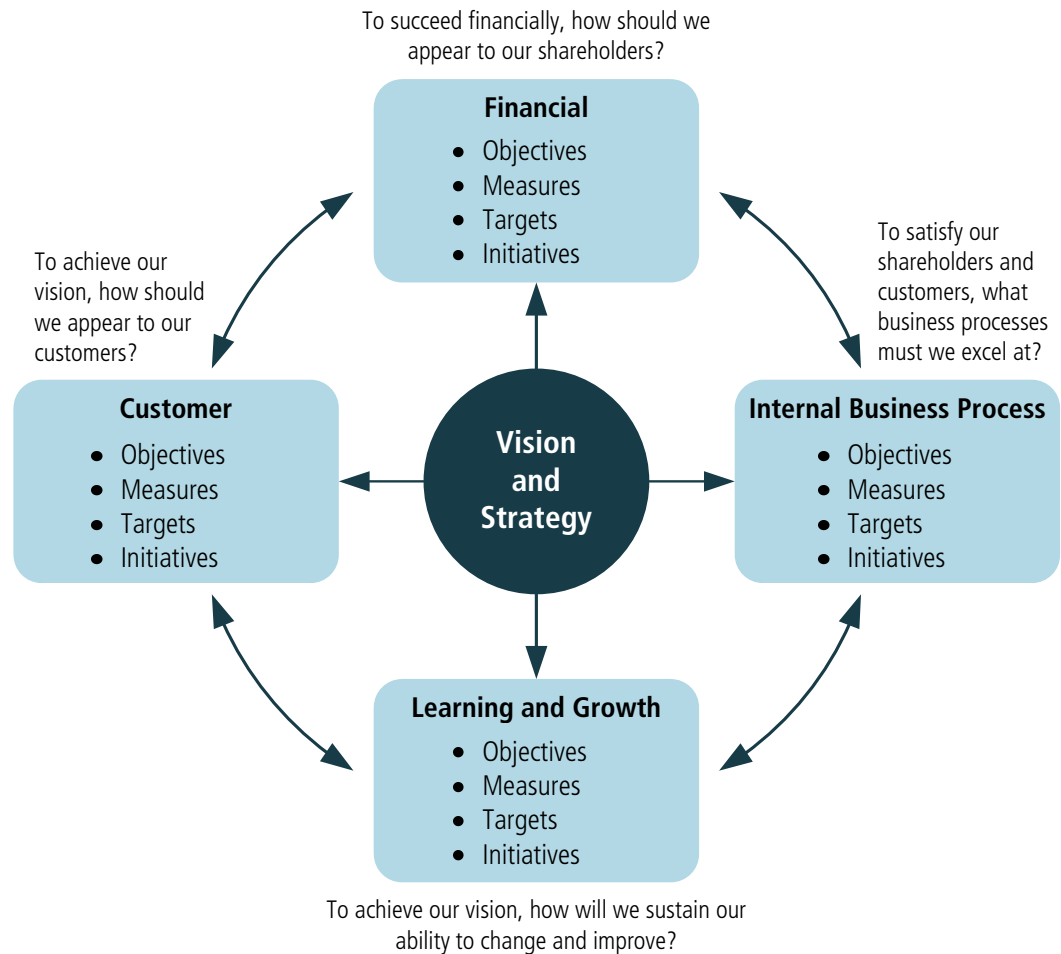 To succeed financially, how should we
appear to our shareholders?
Financial
• Objectives
• Measures
• Targets
• Initiatives
To achieve our
vision, how should
we appear to our
customers?
To satisfy our
shareholders and
customers, what
business processes
must we excel at?
Customer
• Objectives
• Measures
• Targets
• Initiatives
Vision
and
Strategy
Internal Business Process
• Objectives
• Measures
• Targets
• Initiatives
Learning and Growth
• Objectives
• Measures
• Targets
• Initiatives
To achieve our vision, how will we sustain our
ability to change and improve?